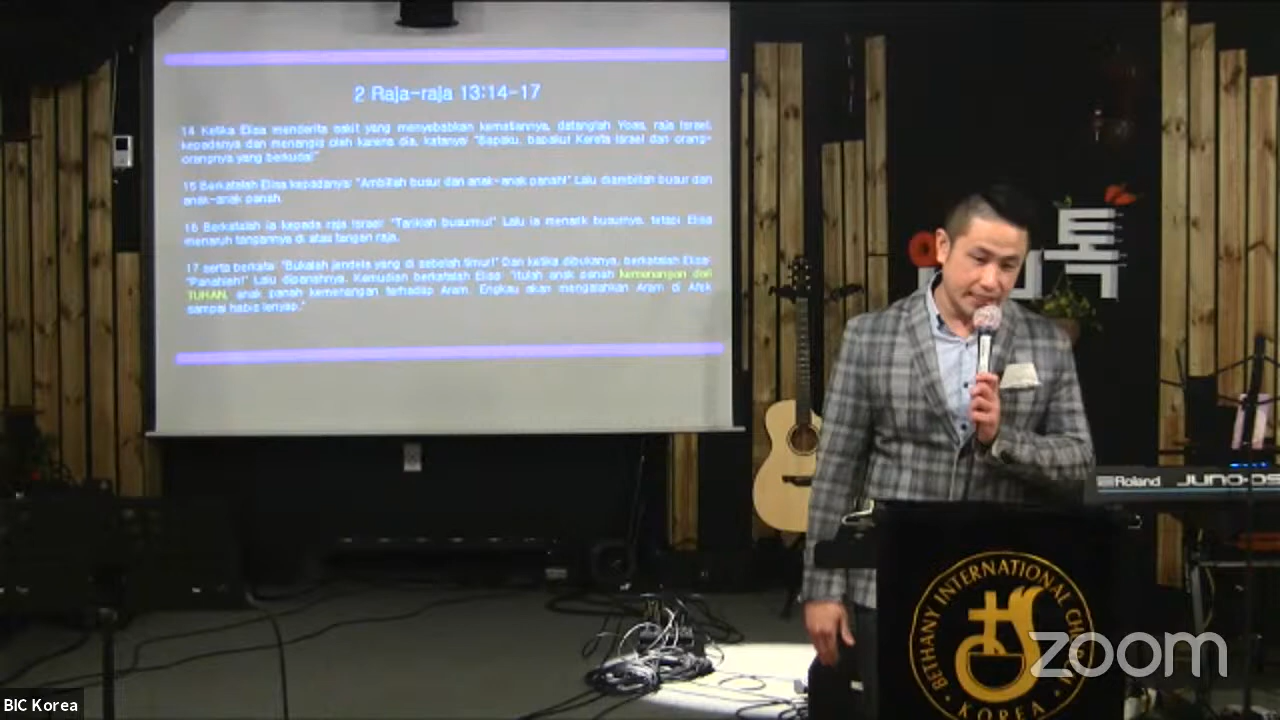 2 Raja-raja 13:14-17
14 Ketika Elisa menderita sakit yang menyebabkan kematiannya, datanglah Yoas, raja Israel,
kepadanya dan menangis oleh karena dia, katanya: "Bapaku, bapaku! Kereta Israel dan orang-
orangnya yang berkuda!"
15 Berkatalah Elisa kepadanya: "Ambillah busur dan anak-anak panah!" Lalu diambillah busur dan
anak-anak panah.
16 Berkatalah ia kepada raja Israel: "Tariklah busurmu!" Lalu ia menarik busurnya, tetapi Elisa
menaruh tangannya di atas tangan raja,
17 serta berkata: "Bukalah jendela yang di sebelah timur!" Dan ketika dibukanya, berkatalah Elisa:
"Panahlah!" Lalu dipanahnya. Kemudian berkatalah Elisa: "Itulah anak panah kemenangan dari
TUHAN, anak panah kemenangan terhadap Aram. Engkau akan mengalahkan Aram di Afek
sampai habis lenyap."
톡
Roland JUNO-DS
BETHANY INTERNATIONAL CHURCH
KOREA
zoom
BIC Korea